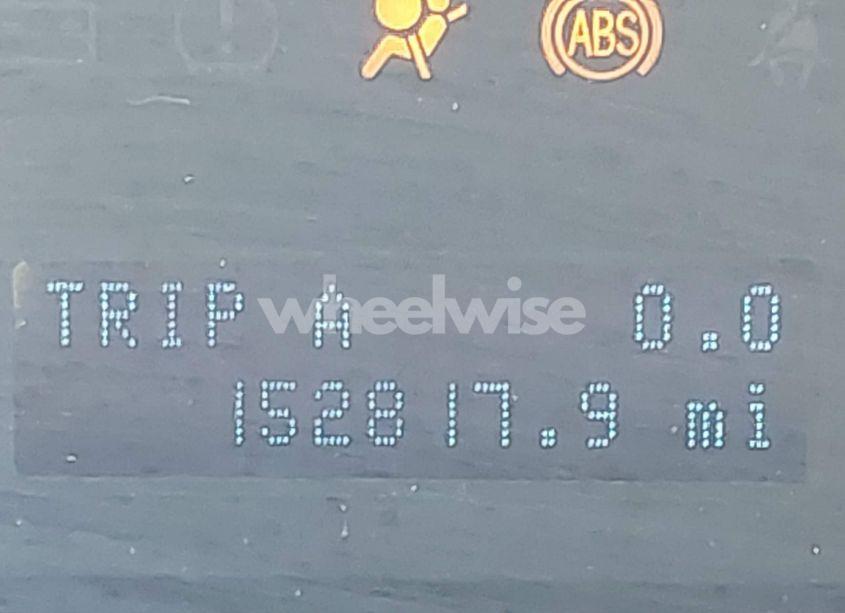 ABS
wheelwise
TRIP A 0.0
152817.9 mi